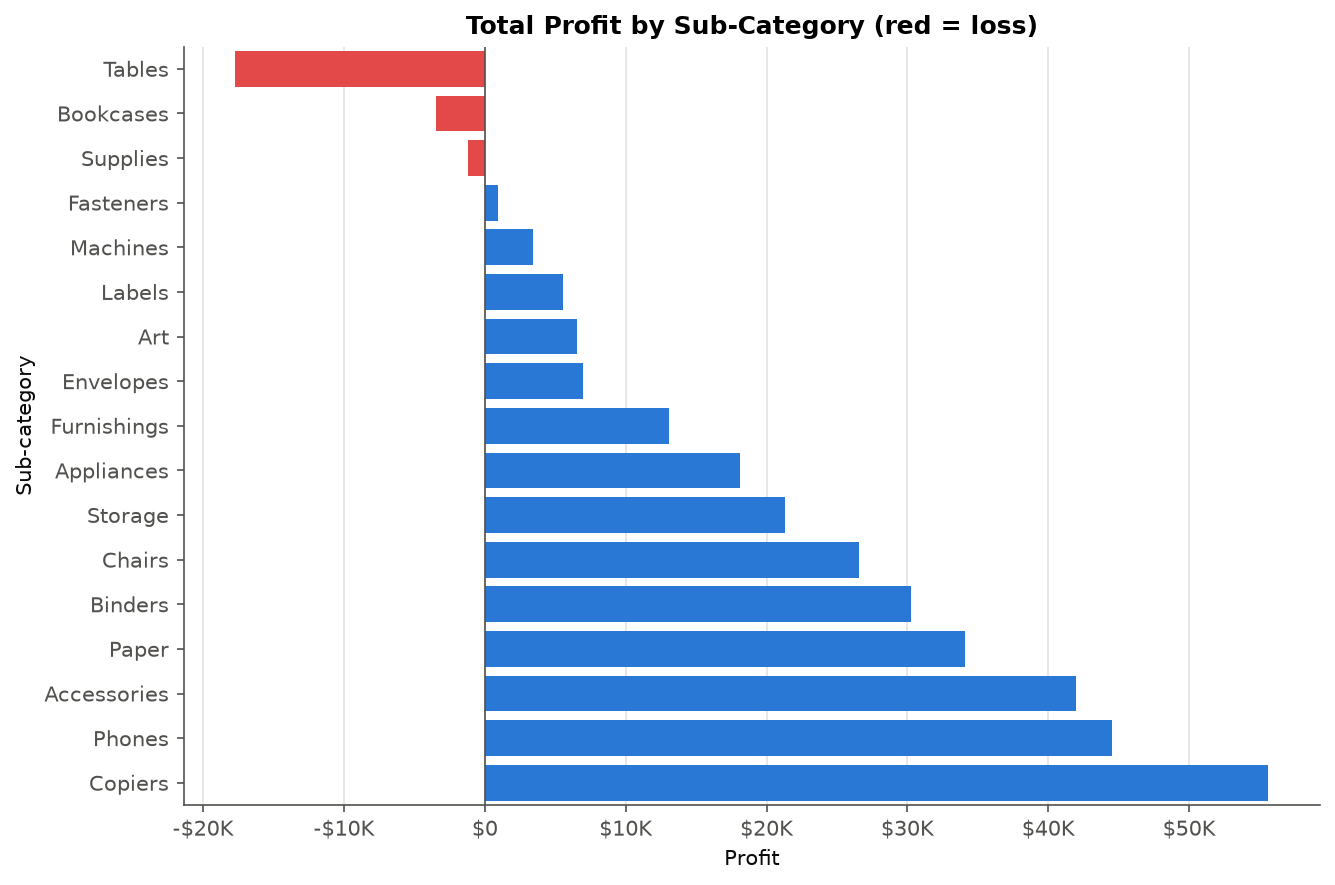 Total Profit by Sub-Category (red = loss)
Sub-category
Tables
Bookcases
Supplies
Fasteners
Machines
Labels
Art
Envelopes
Furnishings
Appliances
Storage
Chairs
Binders
Paper
Accessories
Phones
Copiers
-$20K -$10K $0 $10K $20K $30K $40K $50K
Profit